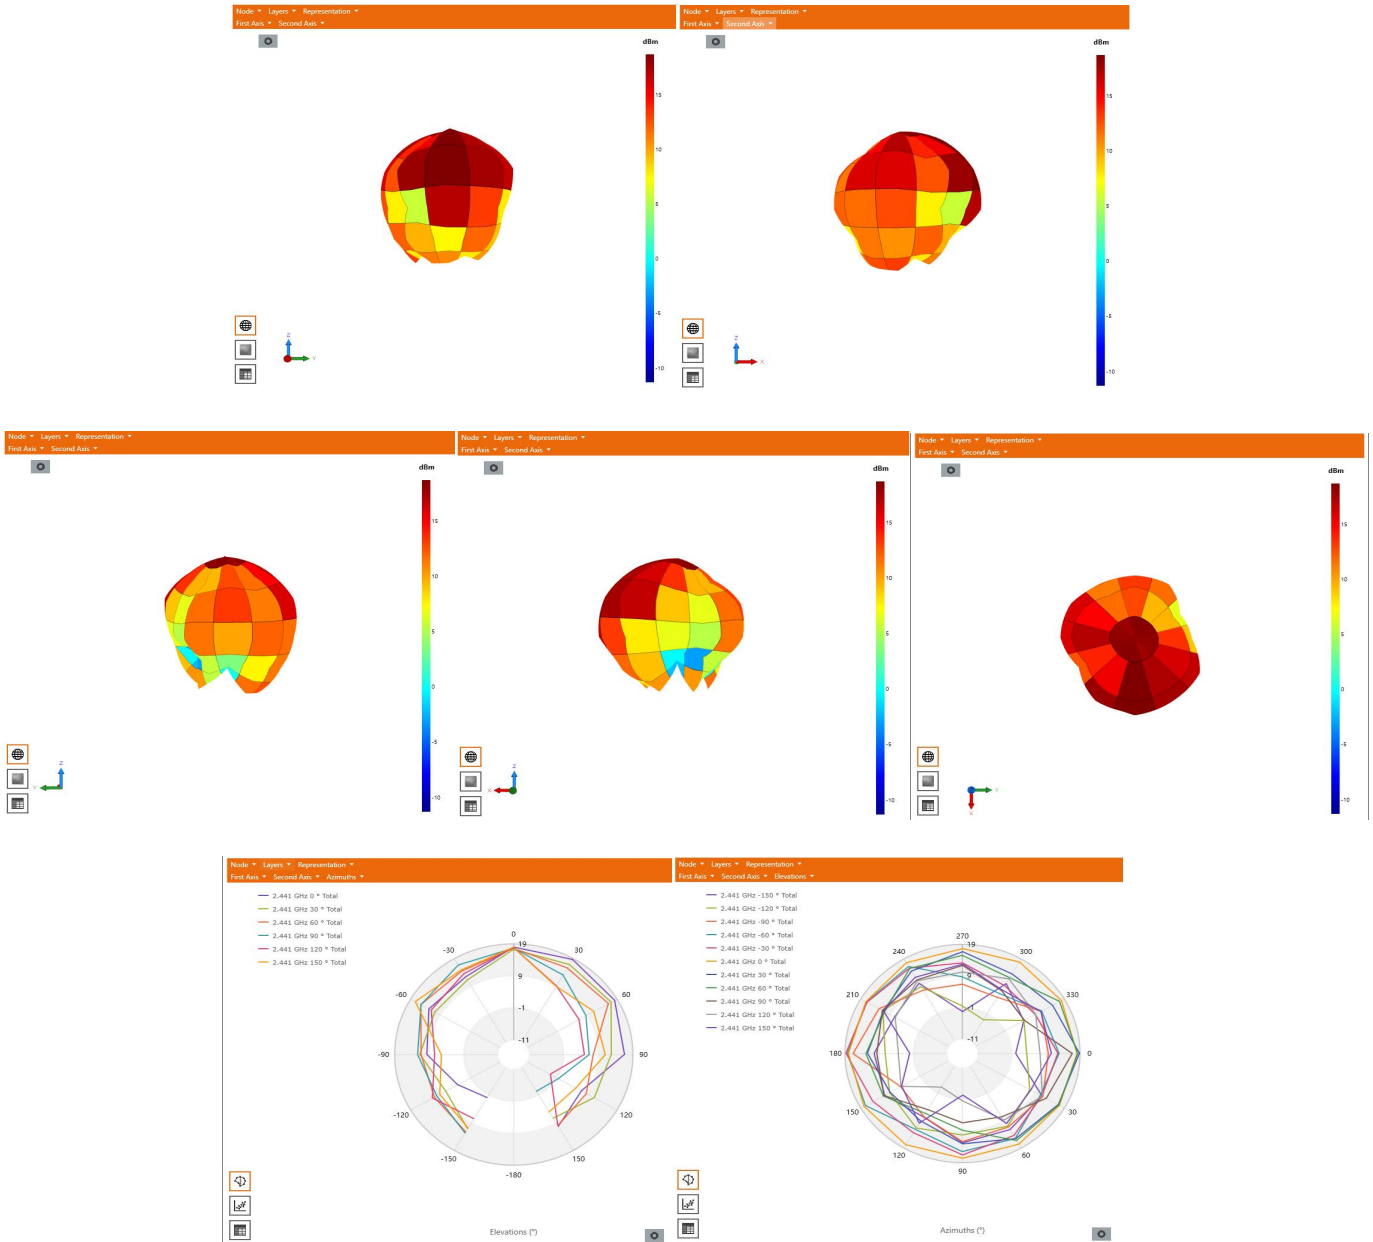 Node Layers Representation
First Axis Second Axis
dBm
15
10
5
0
-5
-10
Z
Y
Node Layers Representation
First Axis Second Axis
dBm
15
10
5
0
-5
-10
Z
X
Node Layers Representation
First Axis Second Axis
dBm
15
10
5
0
-5
-10
Z
Y
Node Layers Representation
First Axis Second Axis
dBm
15
10
5
0
-5
-10
Z
X
Node Layers Representation
First Axis Second Axis
dBm
15
10
5
0
-5
-10
Y
X
Node Layers Representation
First Axis Second Axis Azimuths
2.441 GHz 0 ° Total
2.441 GHz 30 ° Total
2.441 GHz 60 ° Total
2.441 GHz 90 ° Total
2.441 GHz 120 ° Total
2.441 GHz 150 ° Total
0
19
-30
30
9
-60
60
-1
-11
-90
90
-120
120
-150
150
-180
Elevations (°)
Node Layers Representation
First Axis Second Axis Elevations
2.441 GHz -150 ° Total
2.441 GHz -120 ° Total
2.441 GHz -90 ° Total
2.441 GHz -60 ° Total
2.441 GHz -30 ° Total
2.441 GHz 0 ° Total
2.441 GHz 30 ° Total
2.441 GHz 60 ° Total
2.441 GHz 90 ° Total
2.441 GHz 120 ° Total
2.441 GHz 150 ° Total
270
19
240
300
9
210
330
-1
-11
180
0
150
30
120
60
90
Azimuths (°)